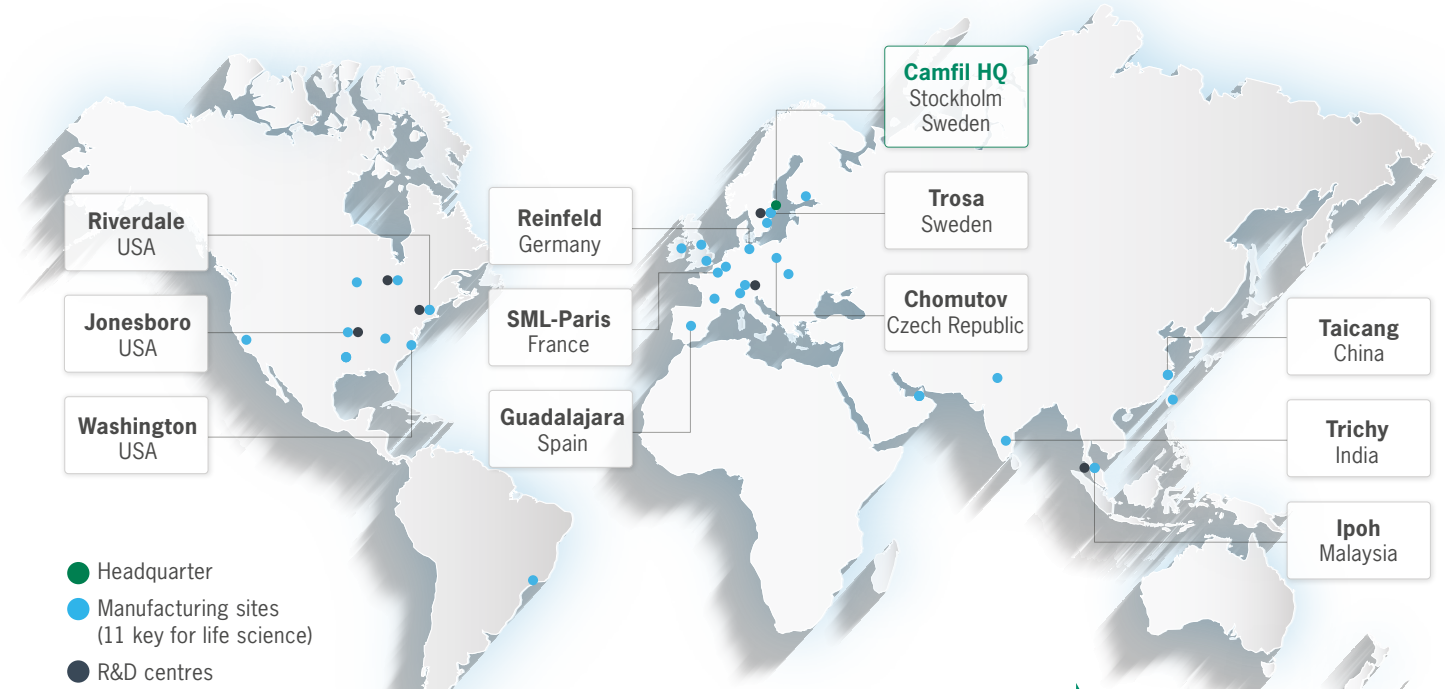 Camfil HQ
Stockholm
Sweden
Riverdale
USA
Reinfeld
Germany
Trosa
Sweden
Jonesboro
USA
SML-Paris
France
Chomutov
Czech Republic
Taicang
China
Washington
USA
Guadalajara
Spain
Trichy
India
Ipoh
Malaysia
Headquarter
Manufacturing sites
(11 key for life science)
R&D centres